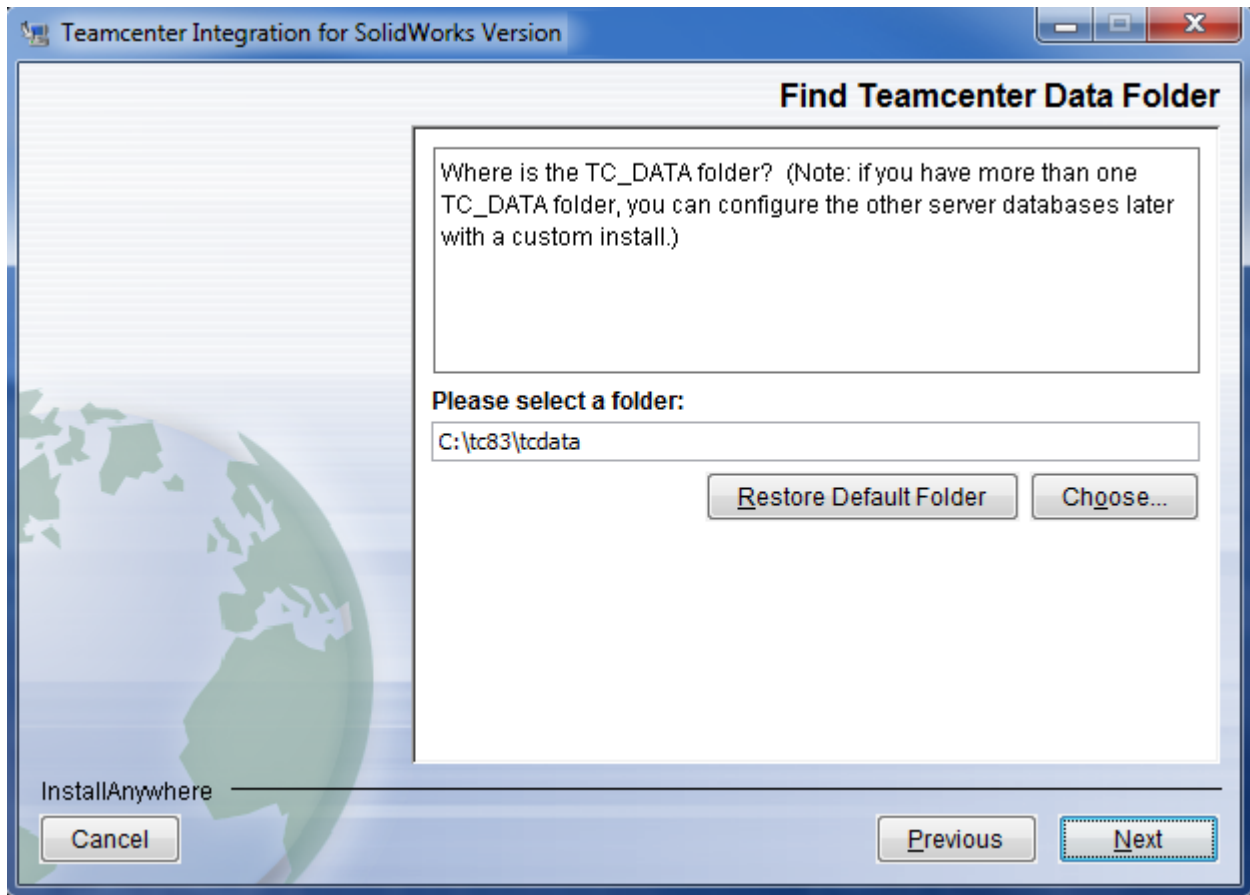 Teamcenter Integration for SolidWorks Version
Find Teamcenter Data Folder
Where is the TC_DATA folder?  (Note: if you have more than one
TC_DATA folder, you can configure the other server databases later
with a custom install.)
Please select a folder:
C:\tc83\tcdata
Restore Default Folder
Choose...
InstallAnywhere
Cancel
Previous
Next